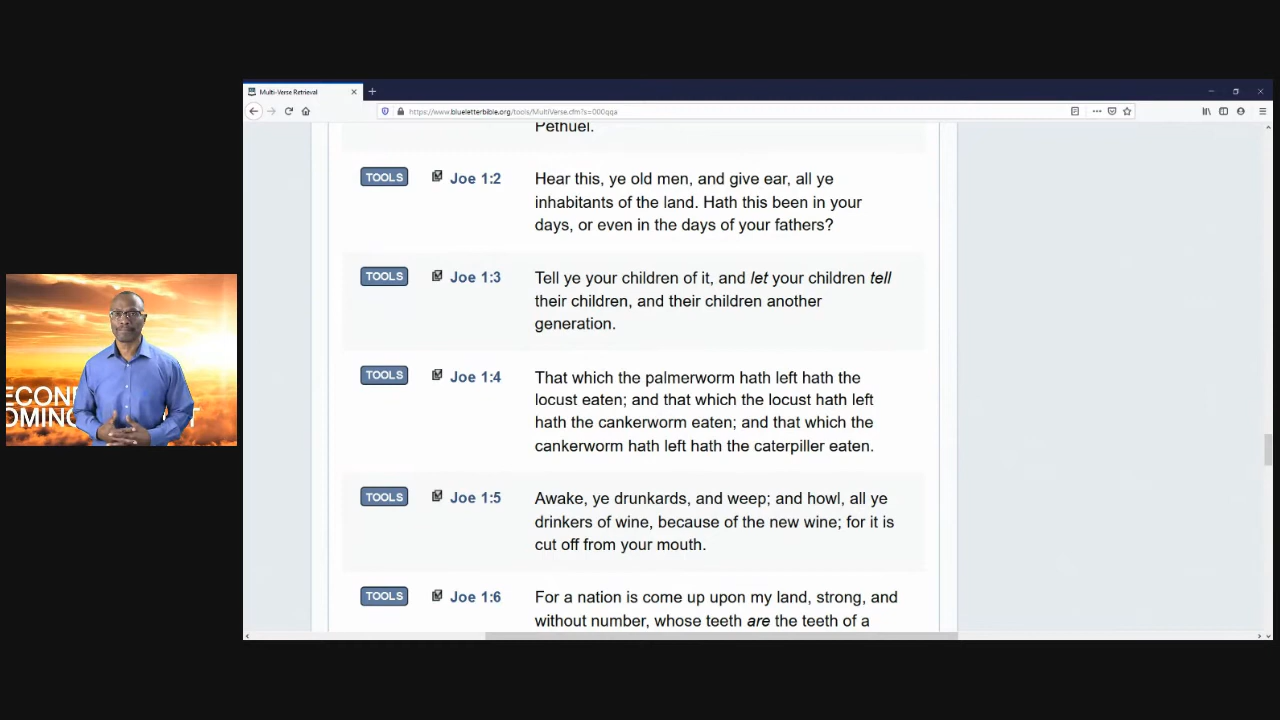 Multi-Verse Retrieval
https://www.blueletterbible.org/tools/MultiVerse.cfm?s=000qqa
Pethuel.
TOOLS Joe 1:2 Hear this, ye old men, and give ear, all ye
inhabitants of the land. Hath this been in your
days, or even in the days of your fathers?
TOOLS Joe 1:3 Tell ye your children of it, and let your children tell
their children, and their children another
generation.
TOOLS Joe 1:4 That which the palmerworm hath left hath the
locust eaten; and that which the locust hath left
hath the cankerworm eaten; and that which the
cankerworm hath left hath the caterpiller eaten.
TOOLS Joe 1:5 Awake, ye drunkards, and weep; and howl, all ye
drinkers of wine, because of the new wine; for it is
cut off from your mouth.
TOOLS Joe 1:6 For a nation is come up upon my land, strong, and
without number, whose teeth are the teeth of a
ECOND
OMING